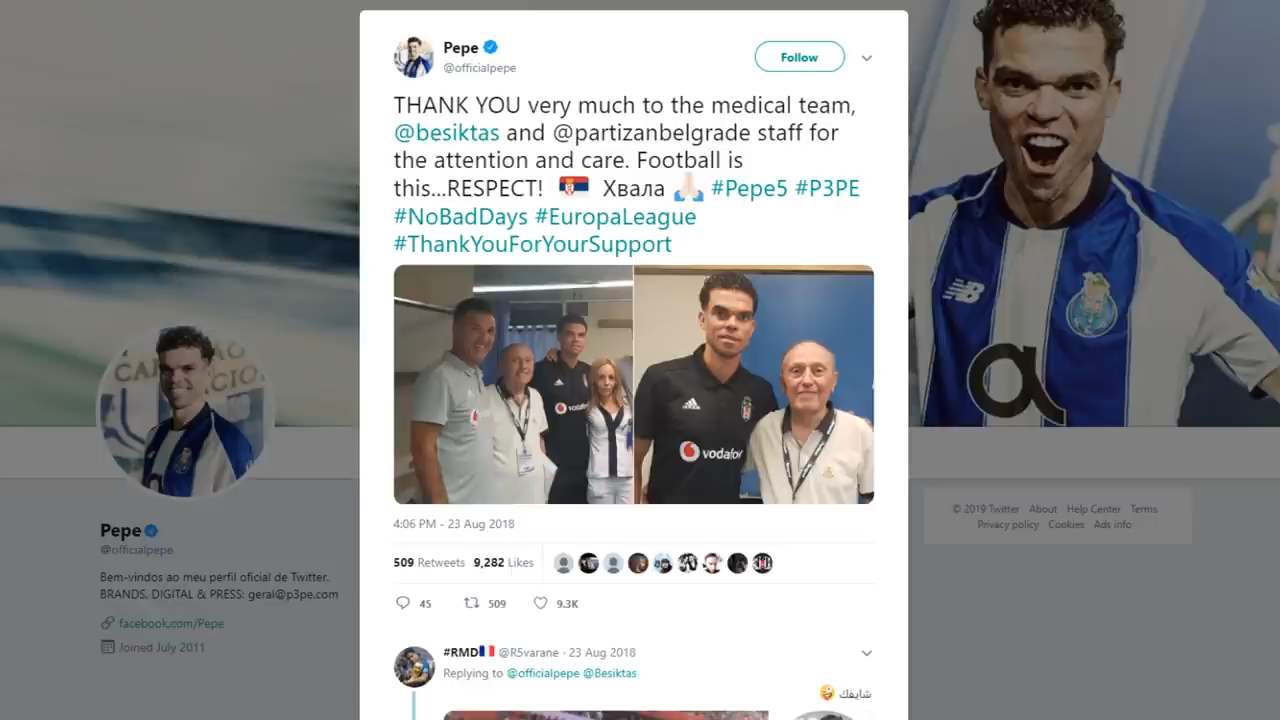 Pepe
@officialpepe
Follow
THANK YOU very much to the medical team,
@besiktas and @partizanbelgrade staff for
the attention and care. Football is
this...RESPECT! Хвала #Pepe5 #P3PE
#NoBadDays #EuropaLeague
#ThankYouForYourSupport
vodafone
4:06 PM - 23 Aug 2018
509 Retweets 9,282 Likes
45 509 9.3K
#RMD @R5varane · 23 Aug 2018
Replying to @officialpepe @Besiktas
شايفك
Pepe
@officialpepe
Bem-vindos ao meu perfil oficial de Twitter.
BRANDS, DIGITAL & PRESS: geral@p3pe.com
facebook.com/Pepe
Joined July 2011
© 2019 Twitter About Help Center Terms
Privacy policy Cookies Ads info